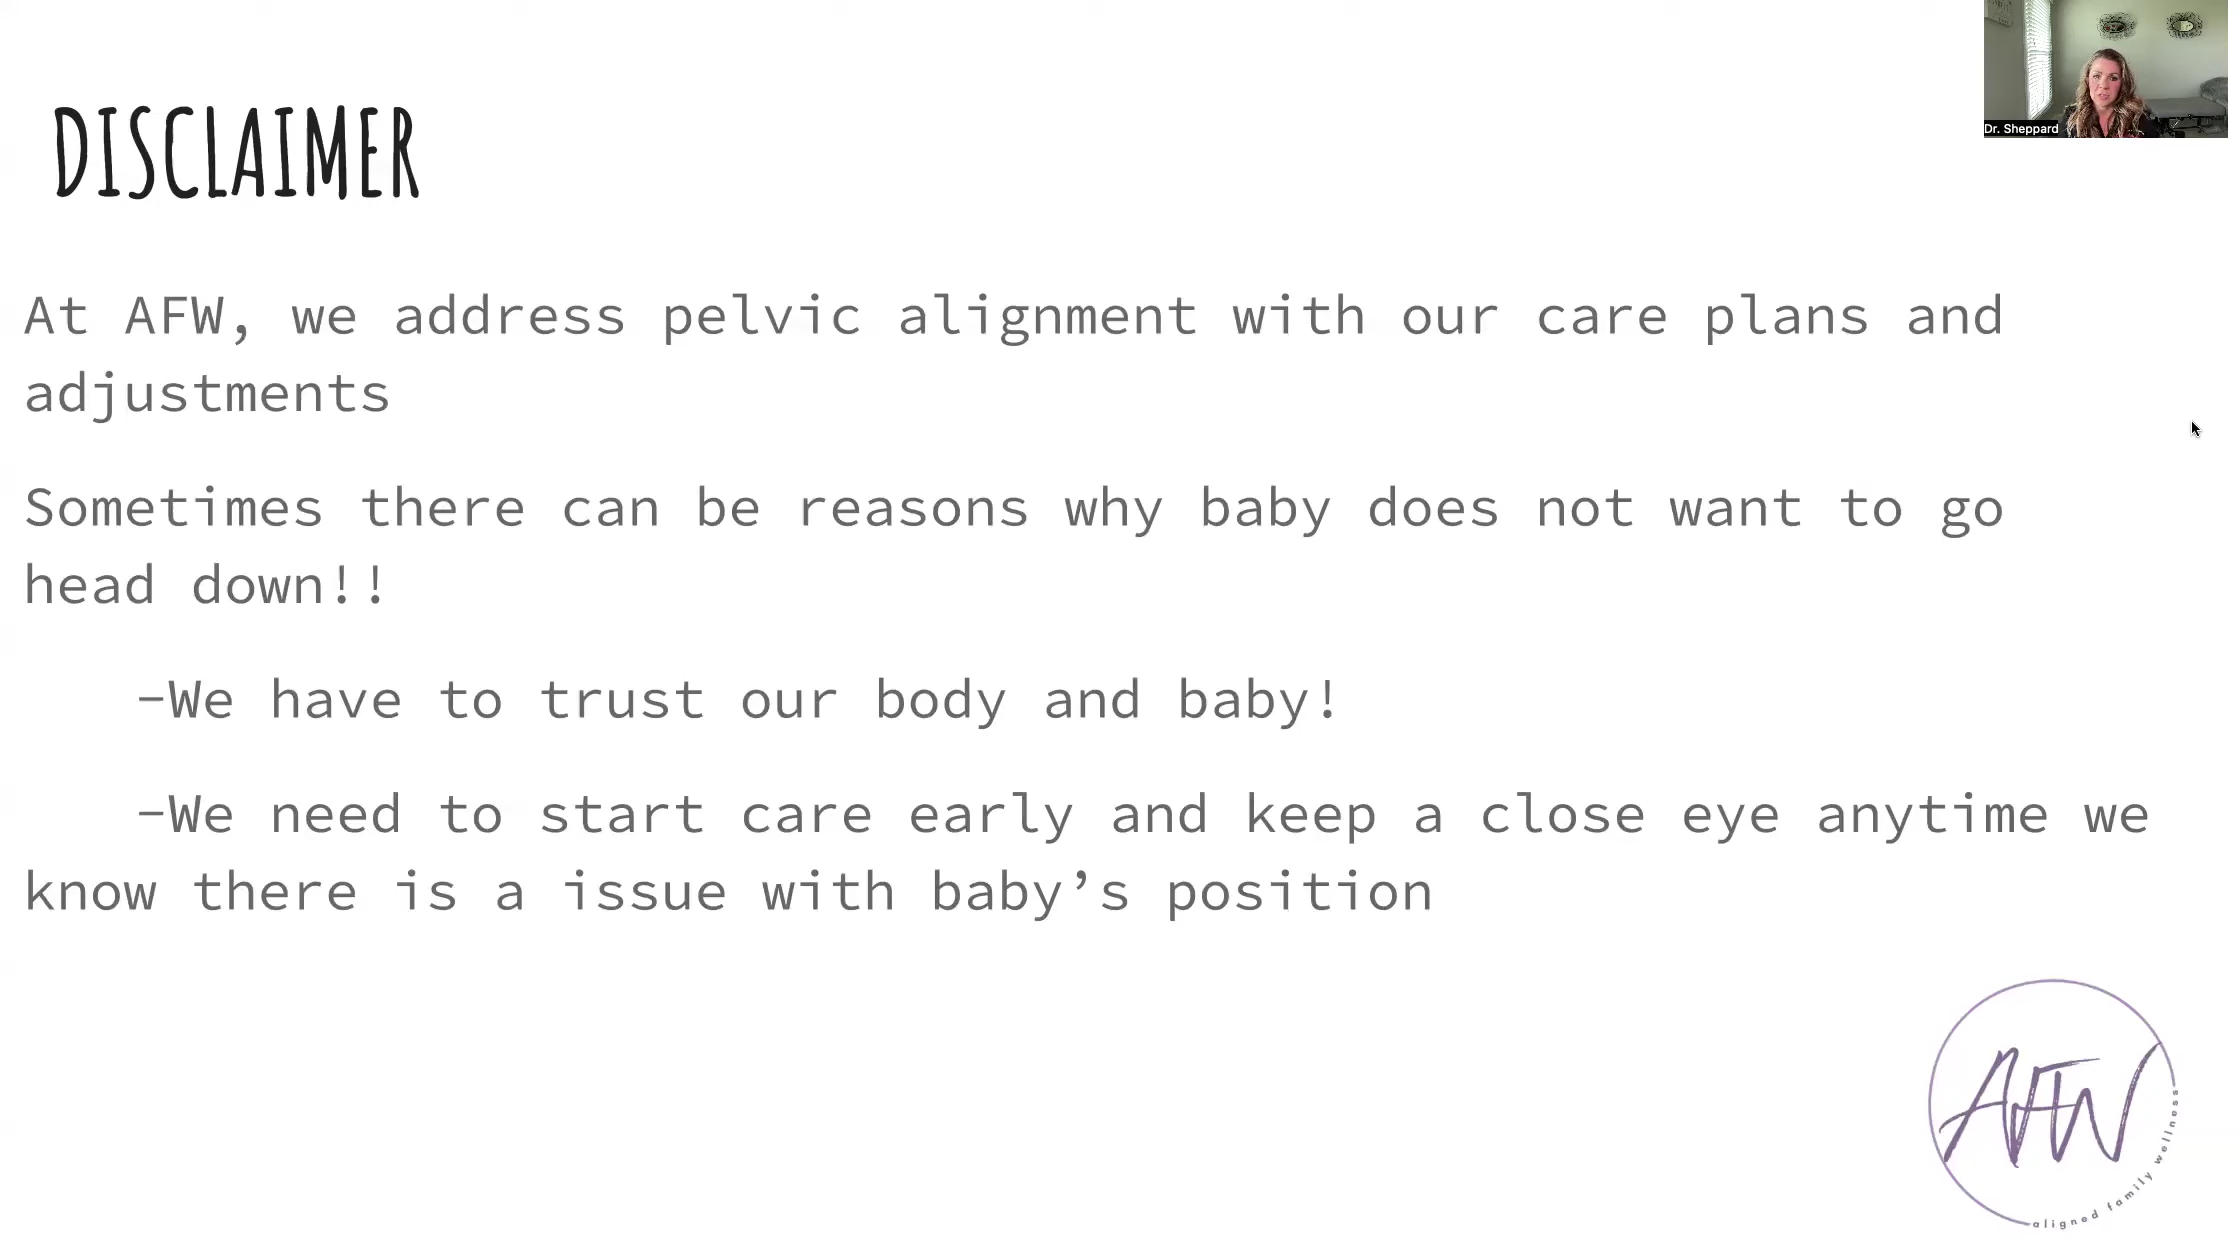 Dr. Sheppard
DISCLAIMER
At AFW, we address pelvic alignment with our care plans and
adjustments
Sometimes there can be reasons why baby does not want to go
head down!!
-We have to trust our body and baby!
-We need to start care early and keep a close eye anytime we
know there is a issue with baby’s position
AFW
aligned family wellness